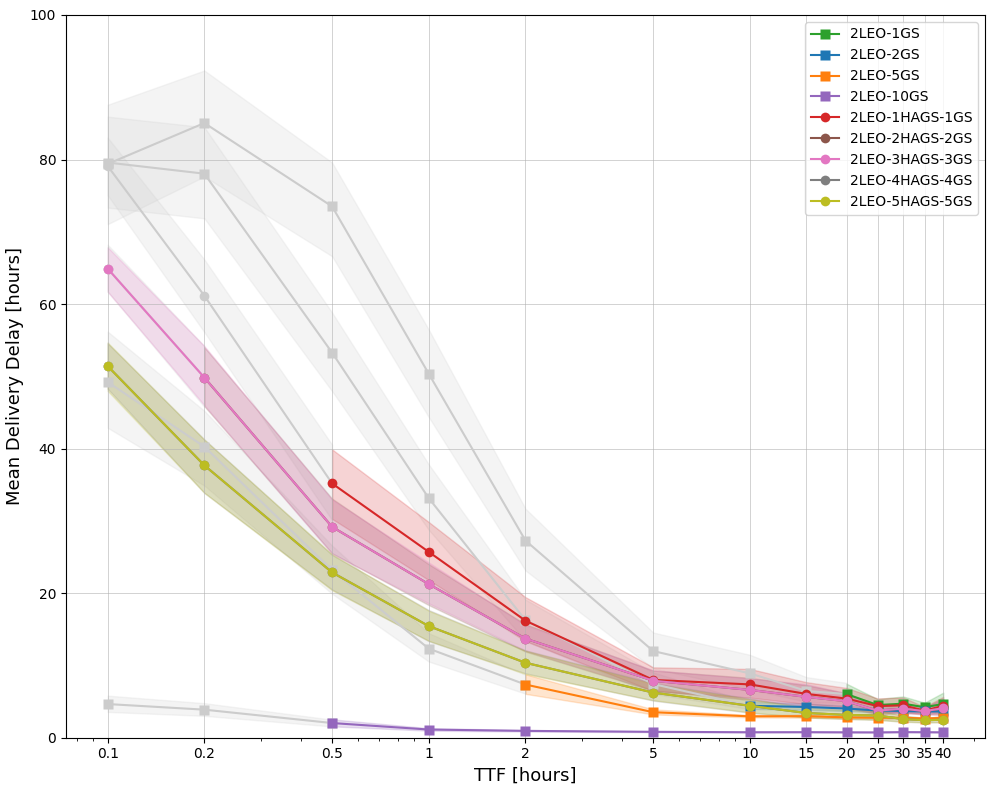 100
80
60
40
20
0
Mean Delivery Delay [hours]
2LEO-1GS
2LEO-2GS
2LEO-5GS
2LEO-10GS
2LEO-1HAGS-1GS
2LEO-2HAGS-2GS
2LEO-3HAGS-3GS
2LEO-4HAGS-4GS
2LEO-5HAGS-5GS
0.1 0.2 0.5 1 2 5 10 15 20 25 30 35 40
TTF [hours]